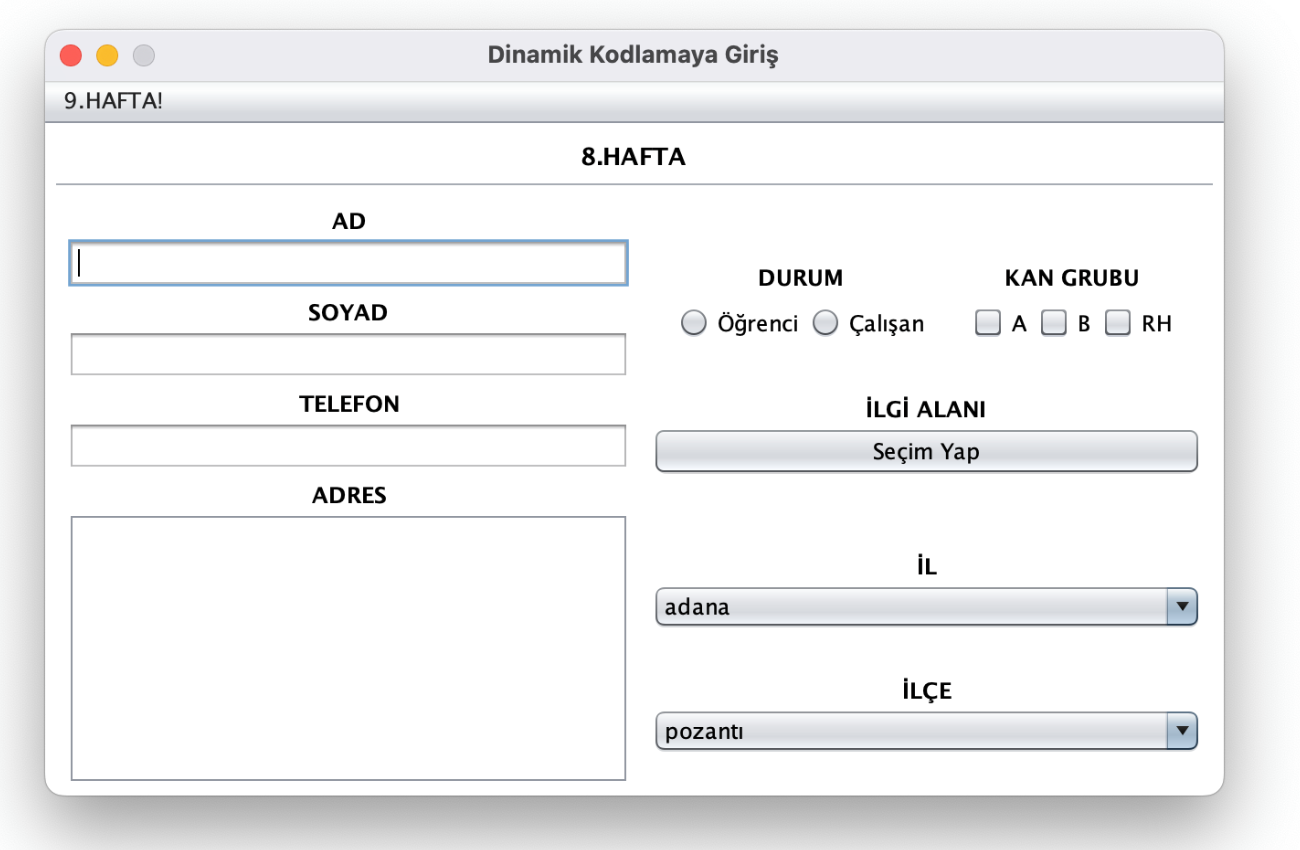 Dinamik Kodlamaya Giriş
9.HAFTA!
8.HAFTA
AD
SOYAD
TELEFON
ADRES
DURUM
Öğrenci Çalışan
KAN GRUBU
A B RH
İLGİ ALANI
Seçim Yap
İL
adana
İLÇE
pozantı